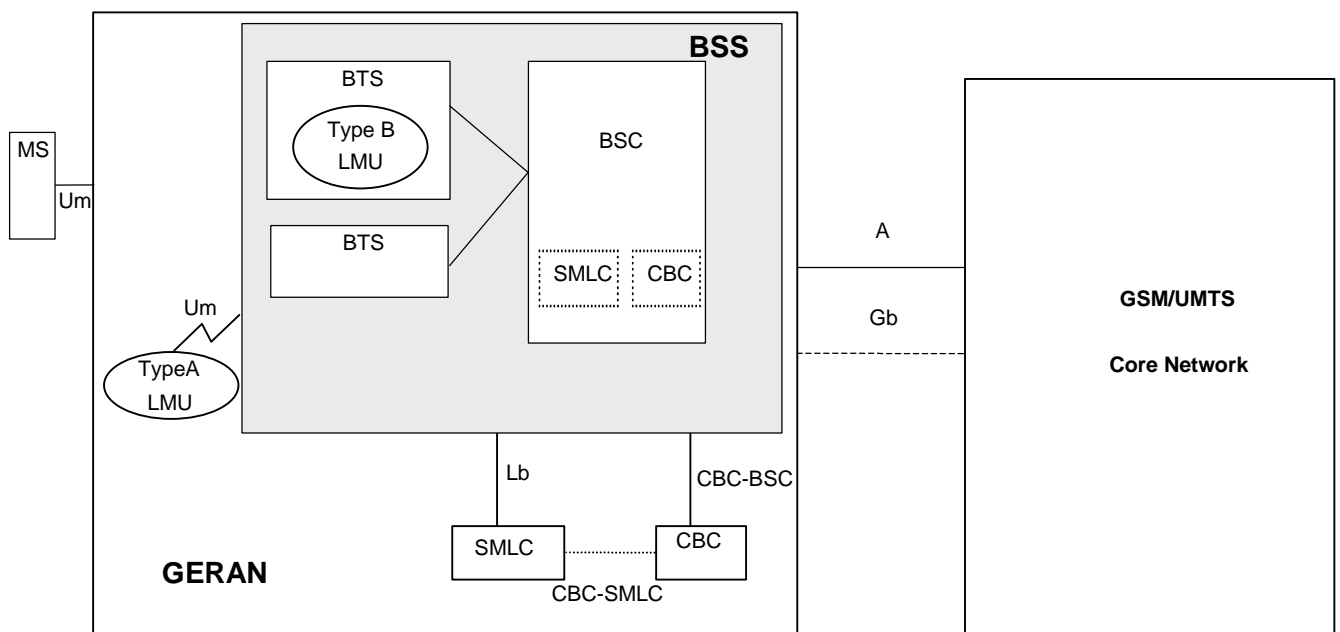 BSS
BTS
Type B
LMU
BSC
MS
Um
BTS
SMLC
CBC
A
Gb
GSM/UMTS
Core Network
Um
TypeA
LMU
Lb
CBC-BSC
SMLC
CBC
CBC-SMLC
GERAN